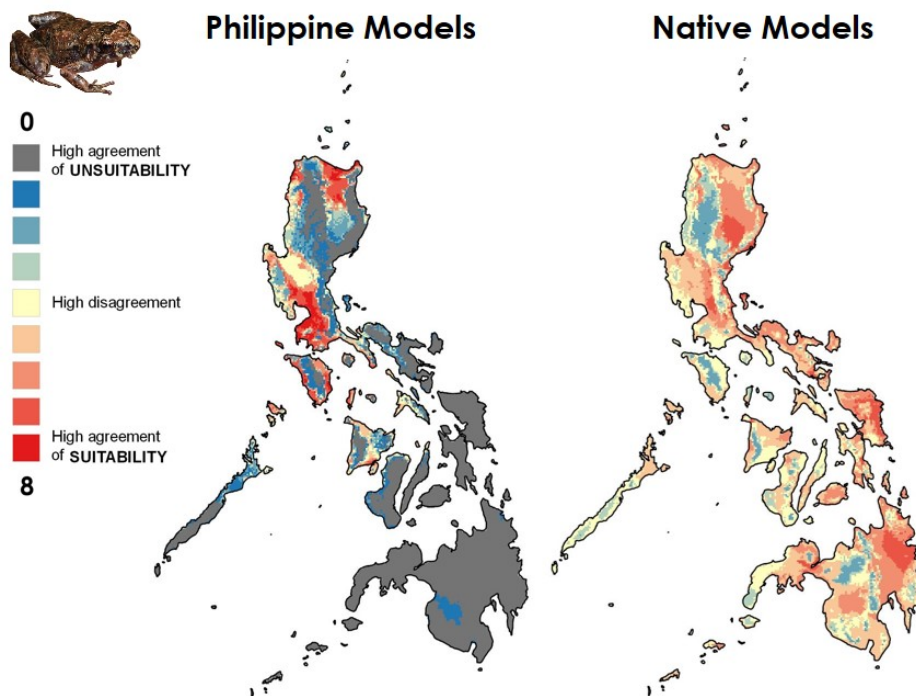 Philippine Models
Native Models
0
High agreement
of UNSUITABILITY
High disagreement
High agreement
of SUITABILITY
8